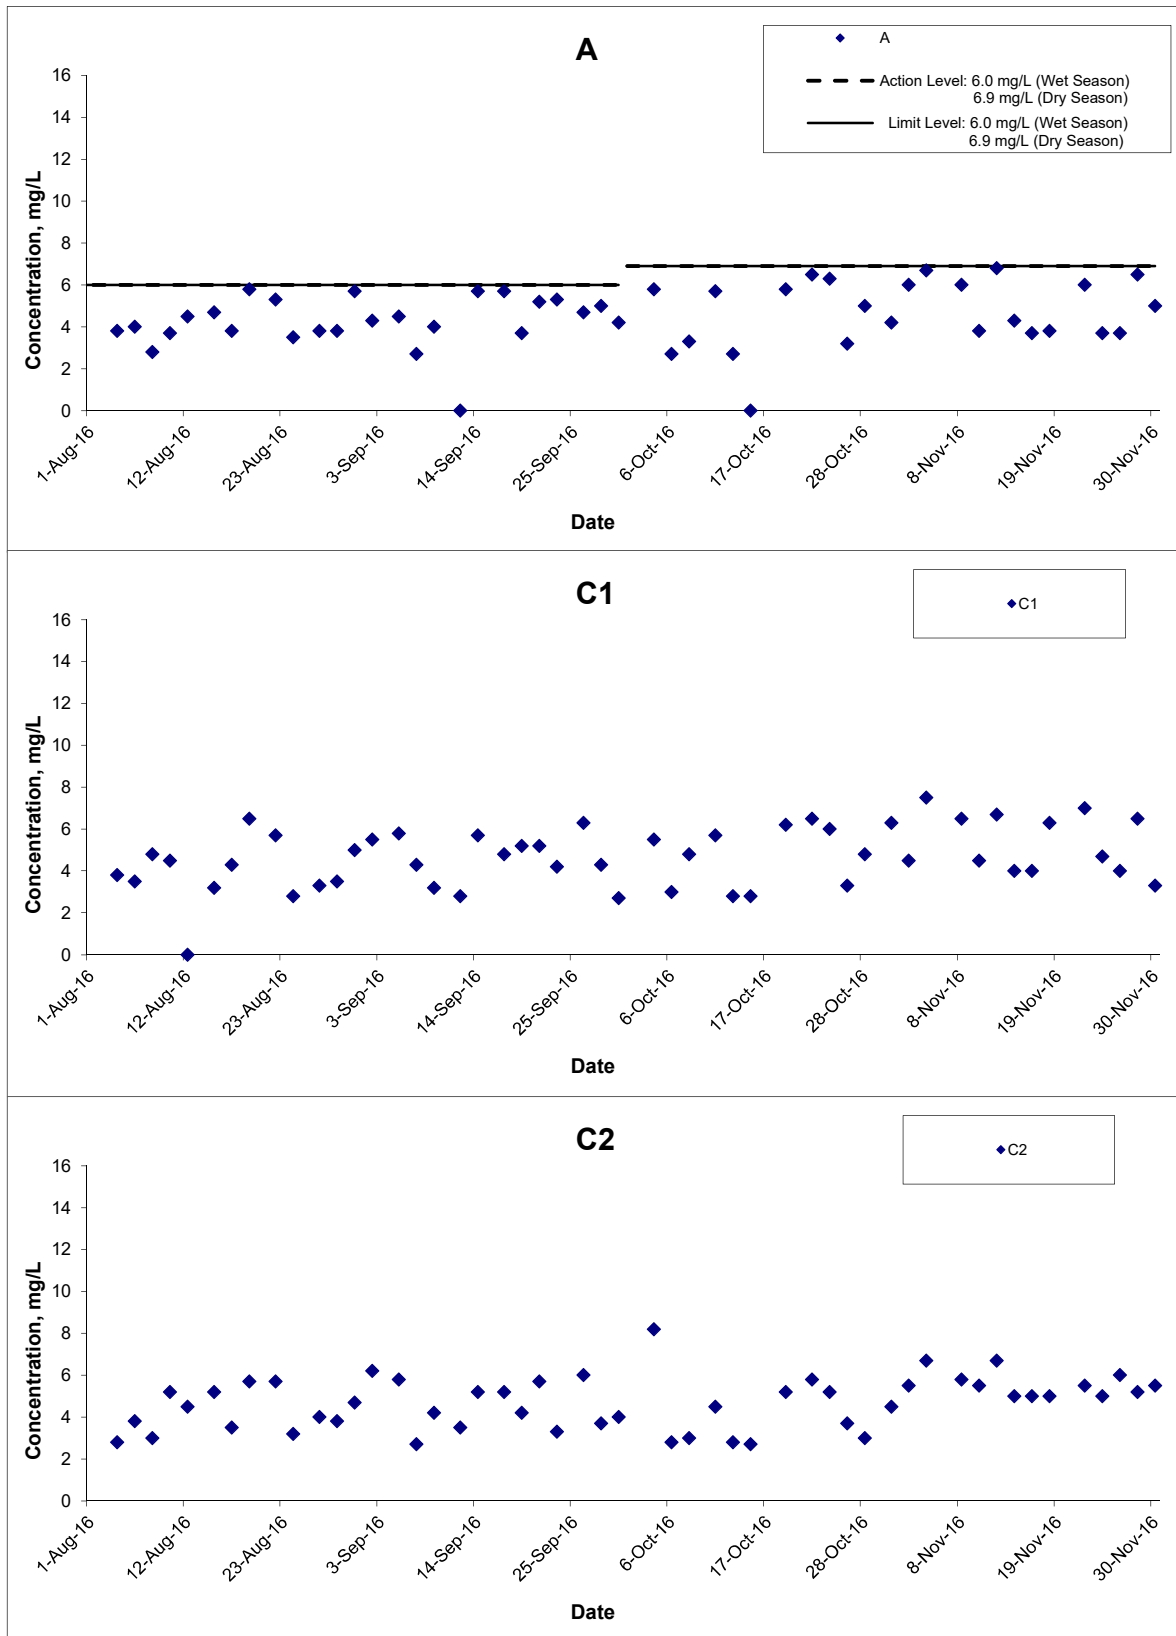 A
A
Action Level: 6.0 mg/L (Wet Season)
6.9 mg/L (Dry Season)
Limit Level: 6.0 mg/L (Wet Season)
6.9 mg/L (Dry Season)
Concentration, mg/L
16
14
12
10
8
6
4
2
0
1-Aug-16
12-Aug-16
23-Aug-16
3-Sep-16
14-Sep-16
25-Sep-16
6-Oct-16
17-Oct-16
28-Oct-16
8-Nov-16
19-Nov-16
30-Nov-16
Date
C1
C1
Concentration, mg/L
16
14
12
10
8
6
4
2
0
1-Aug-16
12-Aug-16
23-Aug-16
3-Sep-16
14-Sep-16
25-Sep-16
6-Oct-16
17-Oct-16
28-Oct-16
8-Nov-16
19-Nov-16
30-Nov-16
Date
C2
C2
Concentration, mg/L
16
14
12
10
8
6
4
2
0
1-Aug-16
12-Aug-16
23-Aug-16
3-Sep-16
14-Sep-16
25-Sep-16
6-Oct-16
17-Oct-16
28-Oct-16
8-Nov-16
19-Nov-16
30-Nov-16
Date